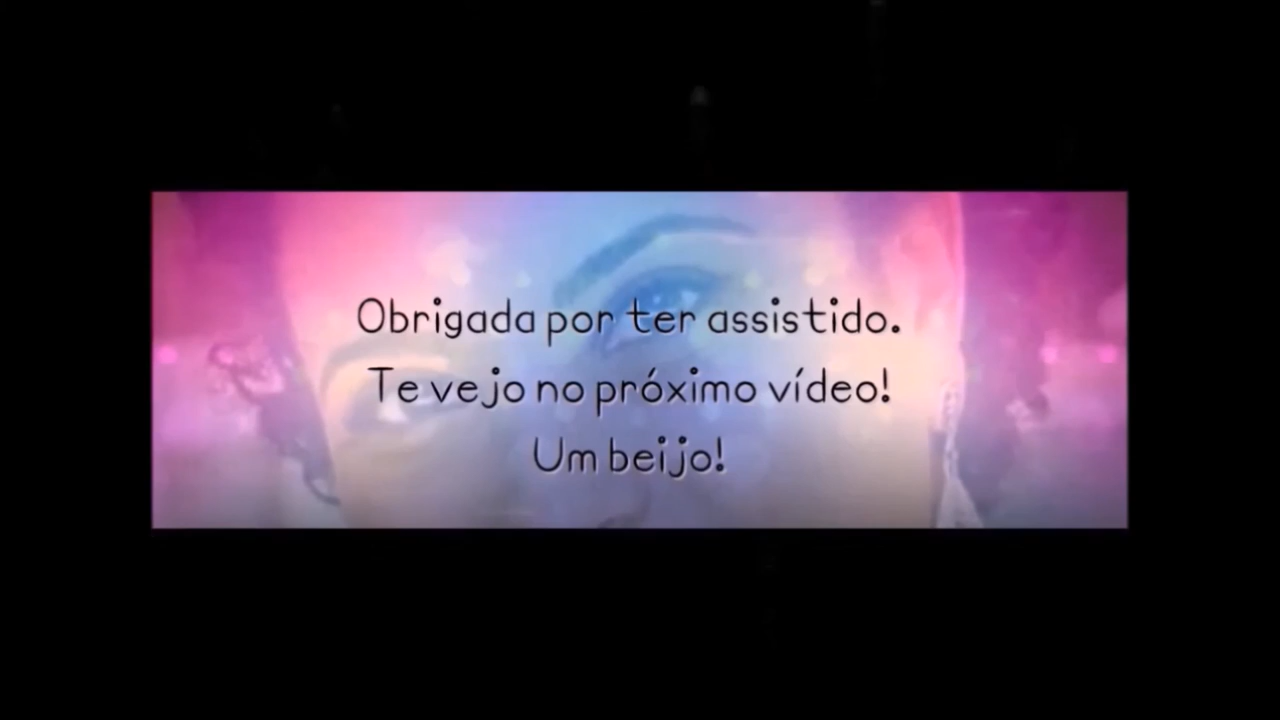 Obrigada por ter assistido.
Te vejo no próximo vídeo!
Um beijo!